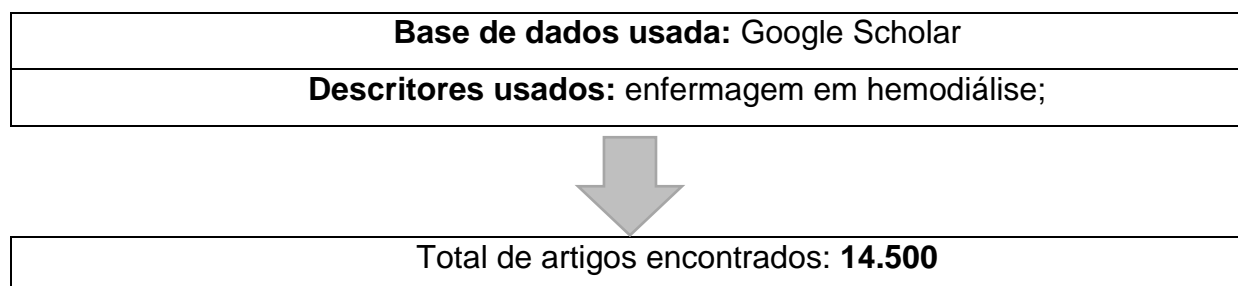 Base de dados usada: Google Scholar
Descritores usados: enfermagem em hemodiálise;
Total de artigos encontrados: 14.500